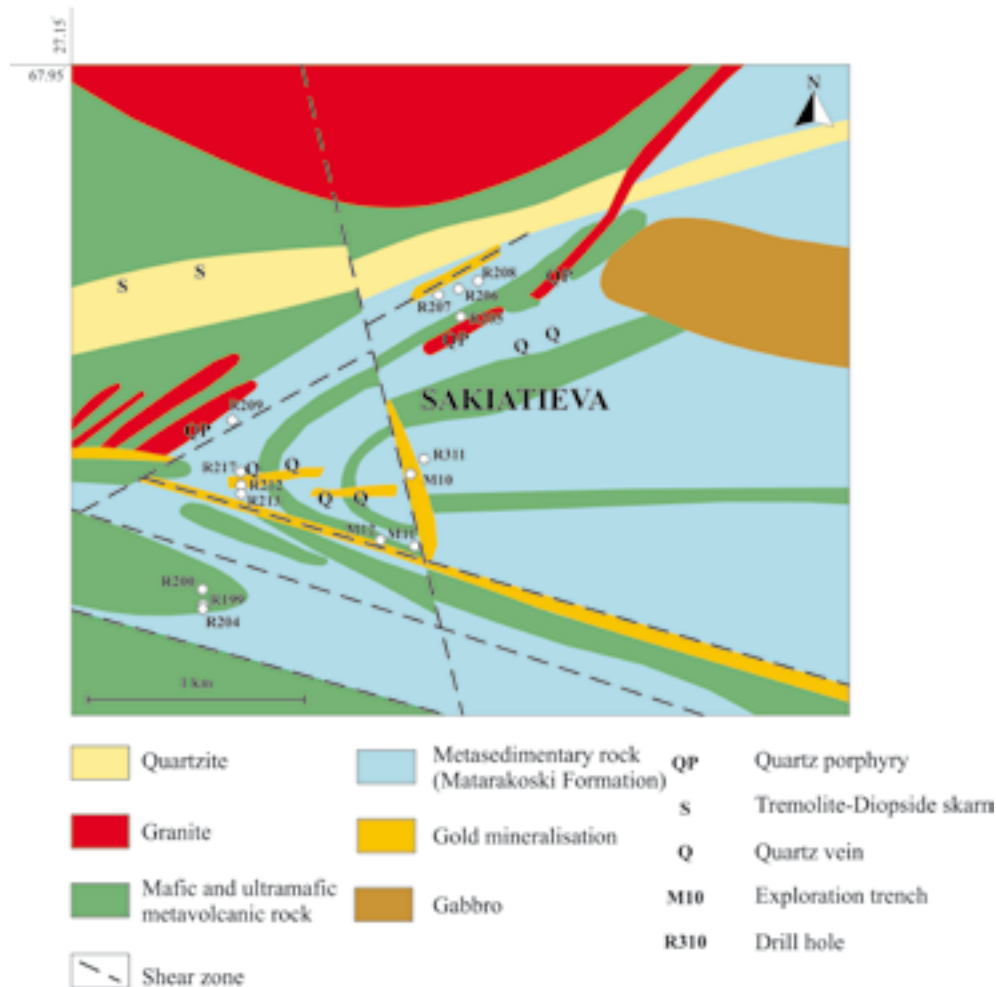 27.15
67.95
N
S
S
R208
R206
R207
R205
QP
QP
Q
Q
SAKIATIEVA
R209
QP
R217
Q
Q
R311
M10
R212
R213
Q
Q
M12
M11
R200
R199
R204
1 km
Quartzite
Granite
Mafic and ultramafic
metavolcanic rock
Shear zone
Metasedimentary rock
(Matarakoski Formation)
Gold mineralisation
Gabbro
QP Quartz porphyry
S Tremolite-Diopside skarn
Q Quartz vein
M10 Exploration trench
R310 Drill hole